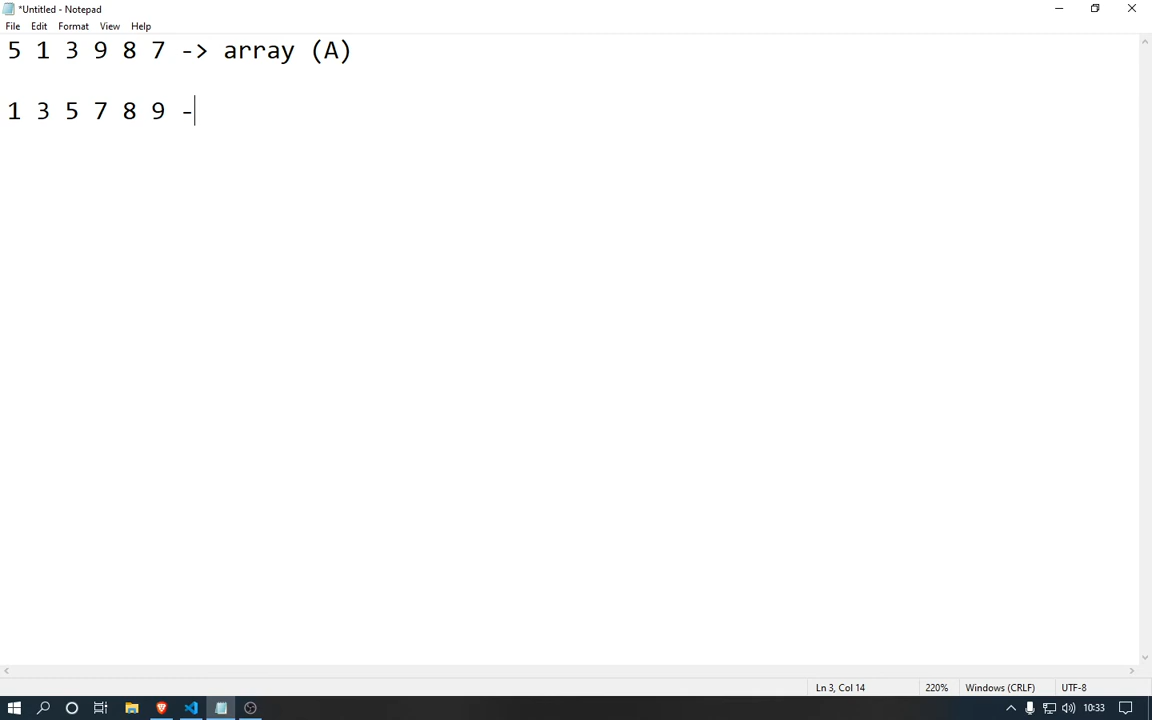 *Untitled - Notepad
File Edit Format View Help
5 1 3 9 8 7 -> array (A)
1 3 5 7 8 9 -
Ln 3, Col 14 220% Windows (CRLF) UTF-8
10:33